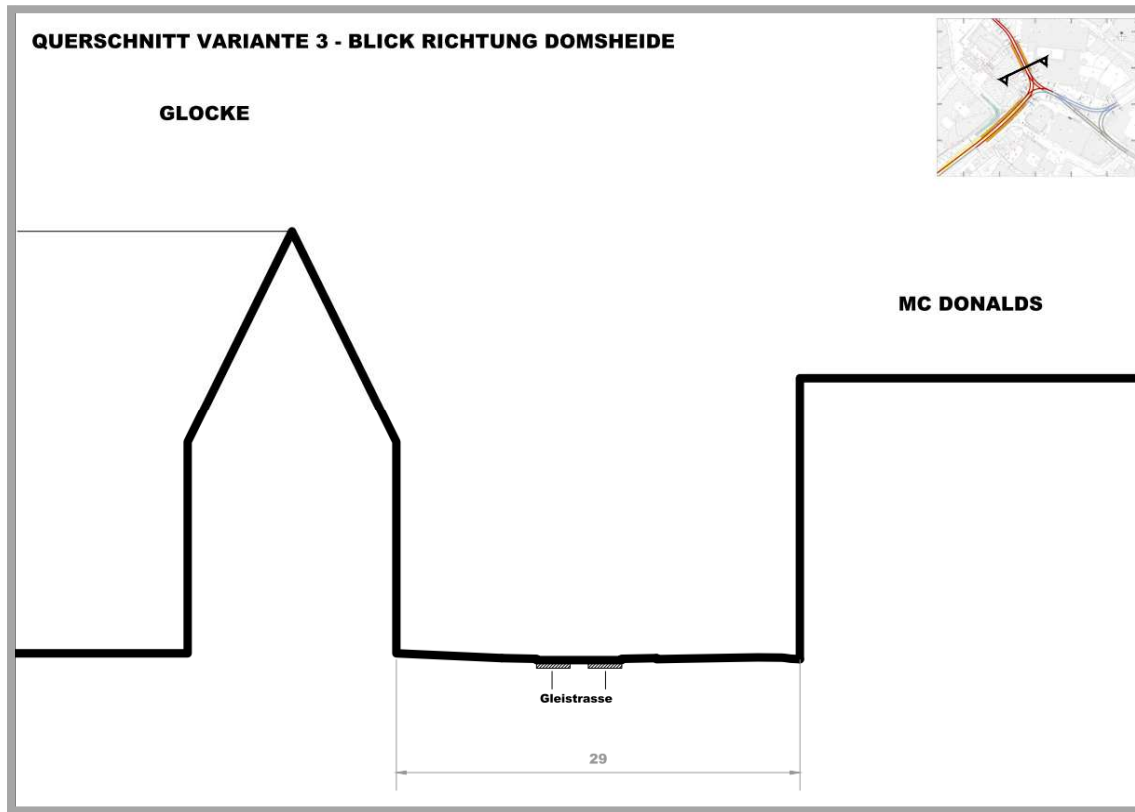 QUERSCHNITT VARIANTE 3 - BLICK RICHTUNG DOMSHEIDE
GLOCKE
MC DONALDS
Gleistrasse
29